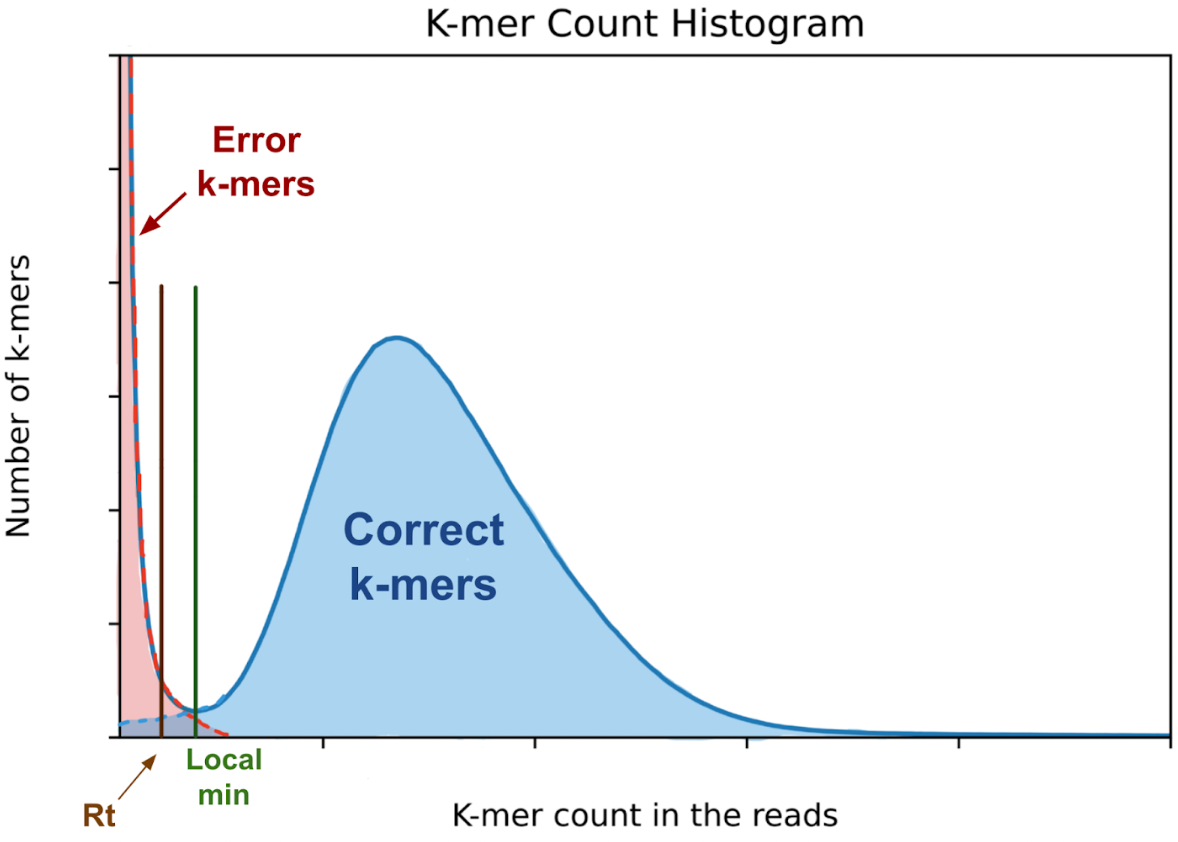 K-mer Count Histogram
Error
k-mers
Number of k-mers
Correct
k-mers
Local
min
Rt
K-mer count in the reads